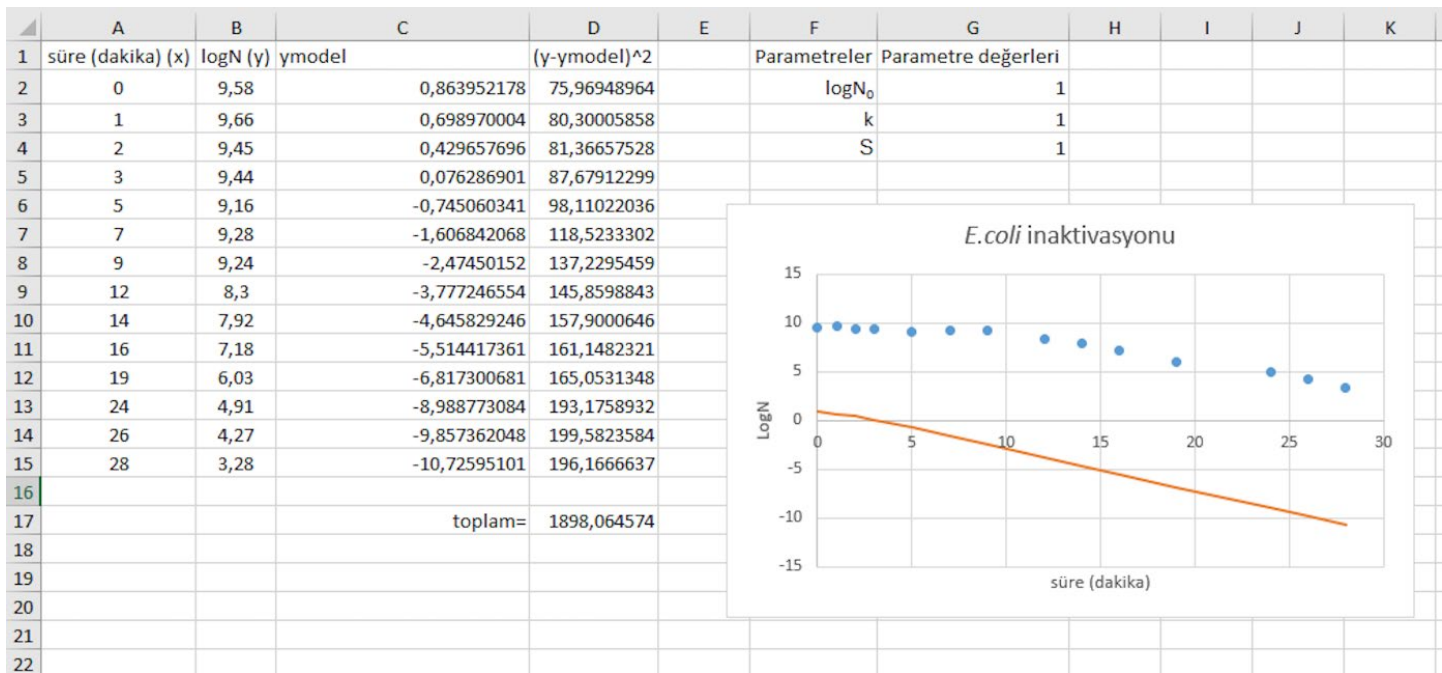 A B C D E F G H I J K
1 süre (dakika) (x) logN (y) ymodel (y-ymodel)^2 Parametreler Parametre değerleri
2 0 9,58 0,863952178 75,96948964 logN₀ 1
3 1 9,66 0,698970004 80,30005858 k 1
4 2 9,45 0,429657696 81,36657528 S 1
5 3 9,44 0,076286901 87,67912299
6 5 9,16 -0,745060341 98,11022036
7 7 9,28 -1,606842068 118,5233302
8 9 9,24 -2,47450152 137,2295459
9 12 8,3 -3,777246554 145,8598843
10 14 7,92 -4,645829246 157,9000646
11 16 7,18 -5,514417361 161,1482321
12 19 6,03 -6,817300681 165,0531348
13 24 4,91 -8,988773084 193,1758932
14 26 4,27 -9,857362048 199,5823584
15 28 3,28 -10,72595101 196,1666637
16
17 toplam= 1898,064574
18
19
20
21
22
E.coli inaktivasyonu
15
10
5
0
-5
-10
-15
LogN
0 5 10 15 20 25 30
süre (dakika)